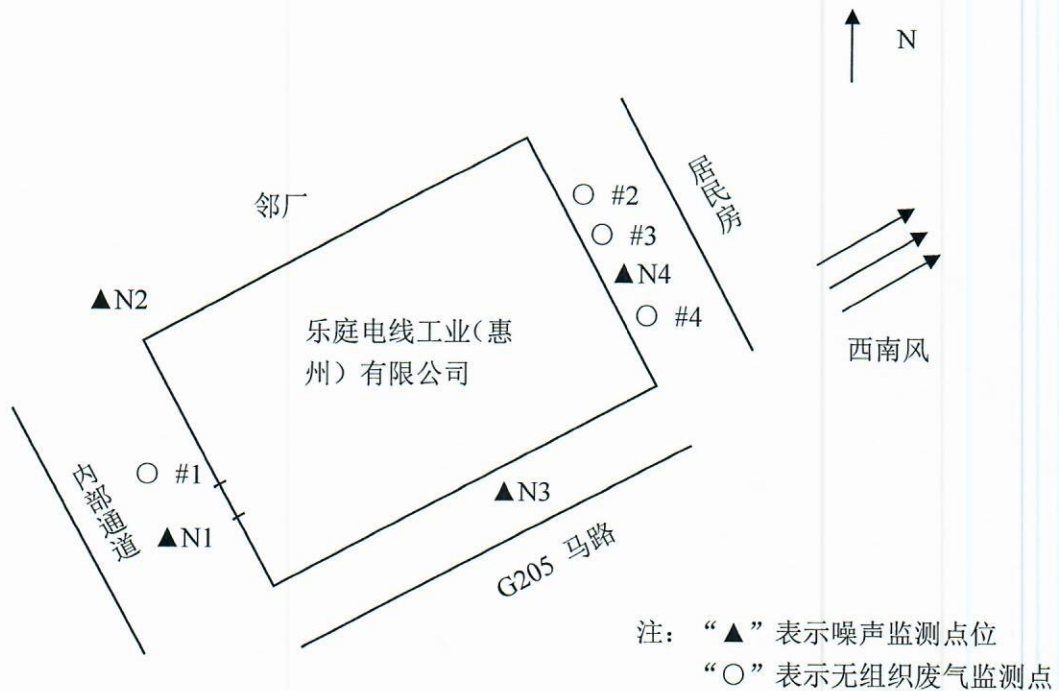 N
邻厂
居民房
○ #2
○ #3
▲N4
○ #4
▲N2
乐庭电线工业(惠
州)有限公司
西南风
内部通道
○ #1
▲N1
▲N3
G205 马路
注:“▲”表示噪声监测点位
“○”表示无组织废气监测点